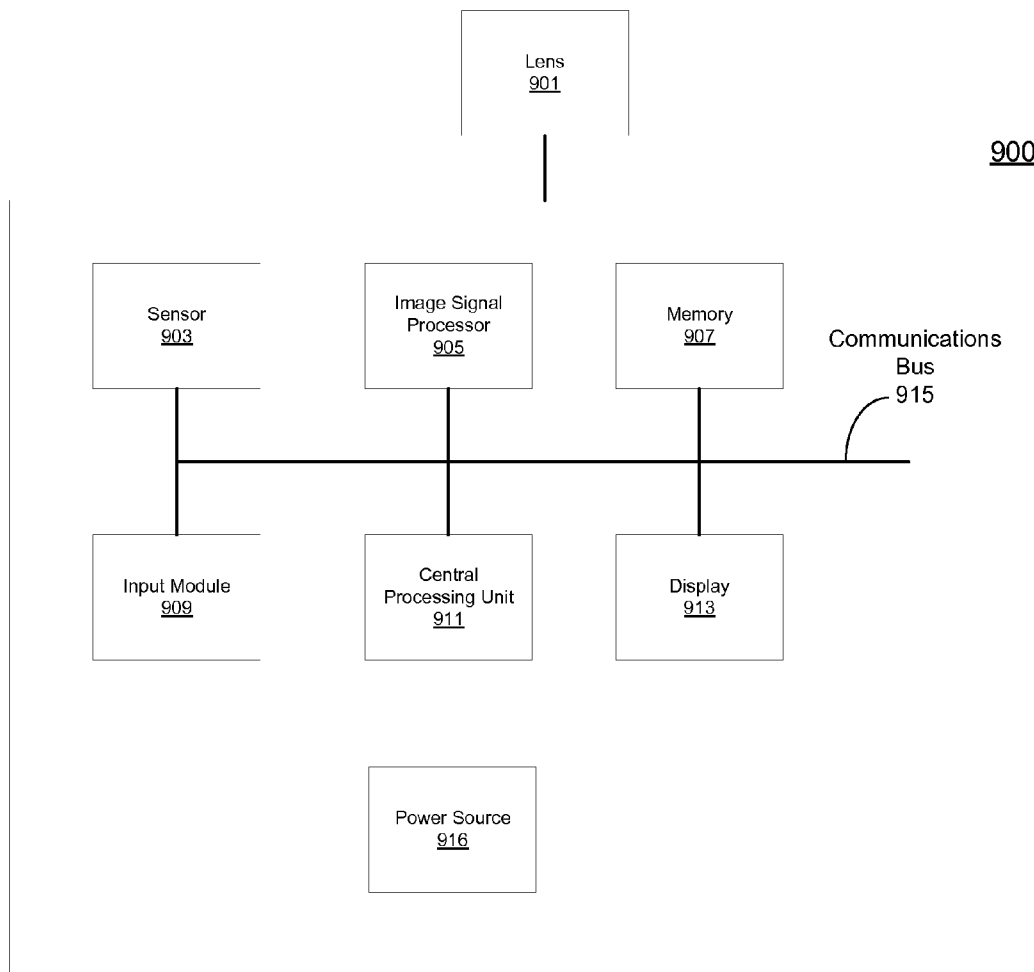 Lens
901
900
Sensor
903
Image Signal
Processor
905
Memory
907
Communications
Bus
915
Input Module
909
Central
Processing Unit
911
Display
913
Power Source
916